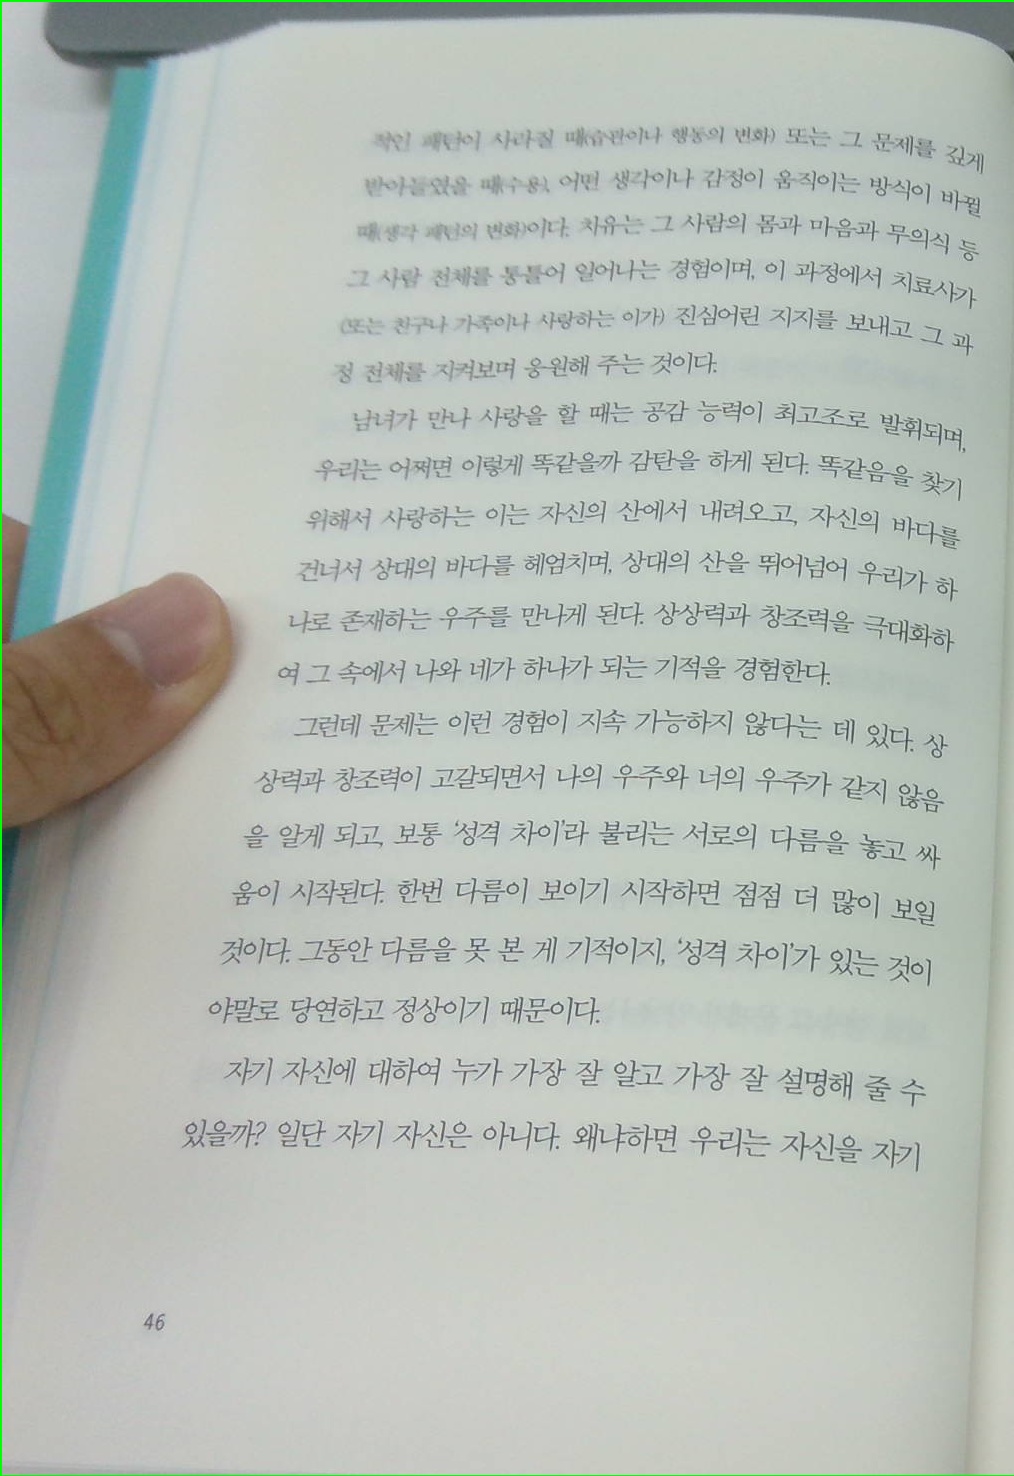 적인 패턴이 사라질 때(습관이나 행동의 변화) 또는 그 문제를 깊게
받아들였을 때(수용), 어떤 생각이나 감정이 움직이는 방식이 바뀔
때(생각 패턴의 변화)이다. 치유는 그 사람의 몸과 마음과 무의식 등
그 사람 전체를 통틀어 일어나는 경험이며, 이 과정에서 치료사가
(또는 친구나 가족이나 사랑하는 이가) 진심어린 지지를 보내고 그 과
정 전체를 지켜보며 응원해 주는 것이다.
남녀가 만나 사랑을 할 때는 공감 능력이 최고조로 발휘되며,
우리는 어쩌면 이렇게 똑같을까 감탄을 하게 된다. 똑같음을 찾기
위해서 사랑하는 이는 자신의 산에서 내려오고, 자신의 바다를
건너서 상대의 바다를 헤엄치며, 상대의 산을 뛰어넘어 우리가 하
나로 존재하는 우주를 만나게 된다. 상상력과 창조력을 극대화하
여 그 속에서 나와 네가 하나가 되는 기적을 경험한다.
그런데 문제는 이런 경험이 지속 가능하지 않다는 데 있다. 상
상력과 창조력이 고갈되면서 나의 우주와 너의 우주가 같지 않음
을 알게 되고, 보통 ‘성격 차이’라 불리는 서로의 다름을 놓고 싸
움이 시작된다. 한번 다름이 보이기 시작하면 점점 더 많이 보일
것이다. 그동안 다름을 못 본 게 기적이지, ‘성격 차이’가 있는 것이
야말로 당연하고 정상이기 때문이다.
자기 자신에 대하여 누가 가장 잘 알고 가장 잘 설명해 줄 수
있을까? 일단 자기 자신은 아니다. 왜냐하면 우리는 자신을 자기
46